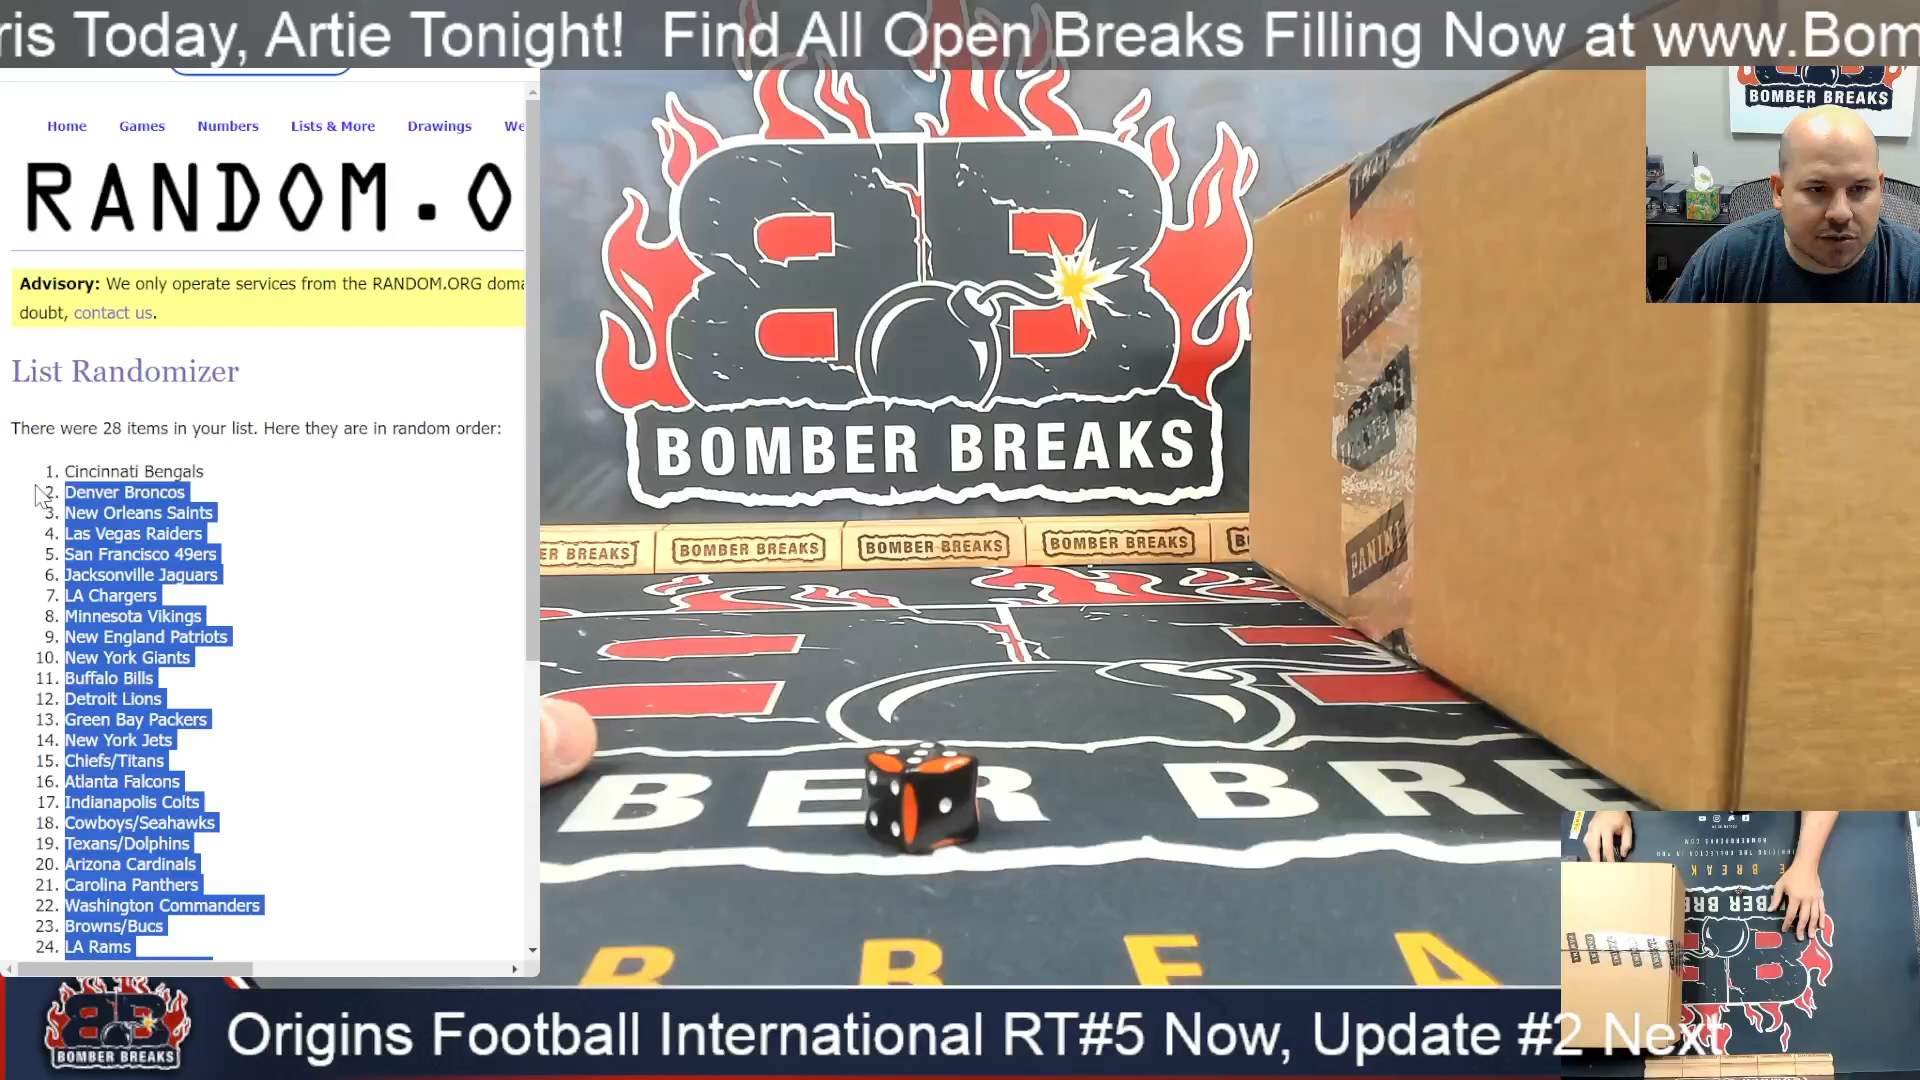 ris Today, Artie Tonight!  Find All Open Breaks Filling Now at www.Bom
Home Games Numbers Lists & More Drawings We
RANDOM.O
Advisory: We only operate services from the RANDOM.ORG doma
doubt, contact us.
List Randomizer
There were 28 items in your list. Here they are in random order:
1. Cincinnati Bengals
2. Denver Broncos
3. New Orleans Saints
4. Las Vegas Raiders
5. San Francisco 49ers
6. Jacksonville Jaguars
7. LA Chargers
8. Minnesota Vikings
9. New England Patriots
10. New York Giants
11. Buffalo Bills
12. Detroit Lions
13. Green Bay Packers
14. New York Jets
15. Chiefs/Titans
16. Atlanta Falcons
17. Indianapolis Colts
18. Cowboys/Seahawks
19. Texans/Dolphins
20. Arizona Cardinals
21. Carolina Panthers
22. Washington Commanders
23. Browns/Bucs
24. LA Rams
BB
BOMBER BREAKS
ER BREAKS BOMBER BREAKS BOMBER BREAKS BOMBER BREAKS B
PANINI
BER BRE
B R E A
BOMBER BREAKS
BOMBER BREAKS
Origins Football International RT#5 Now, Update #2 Next